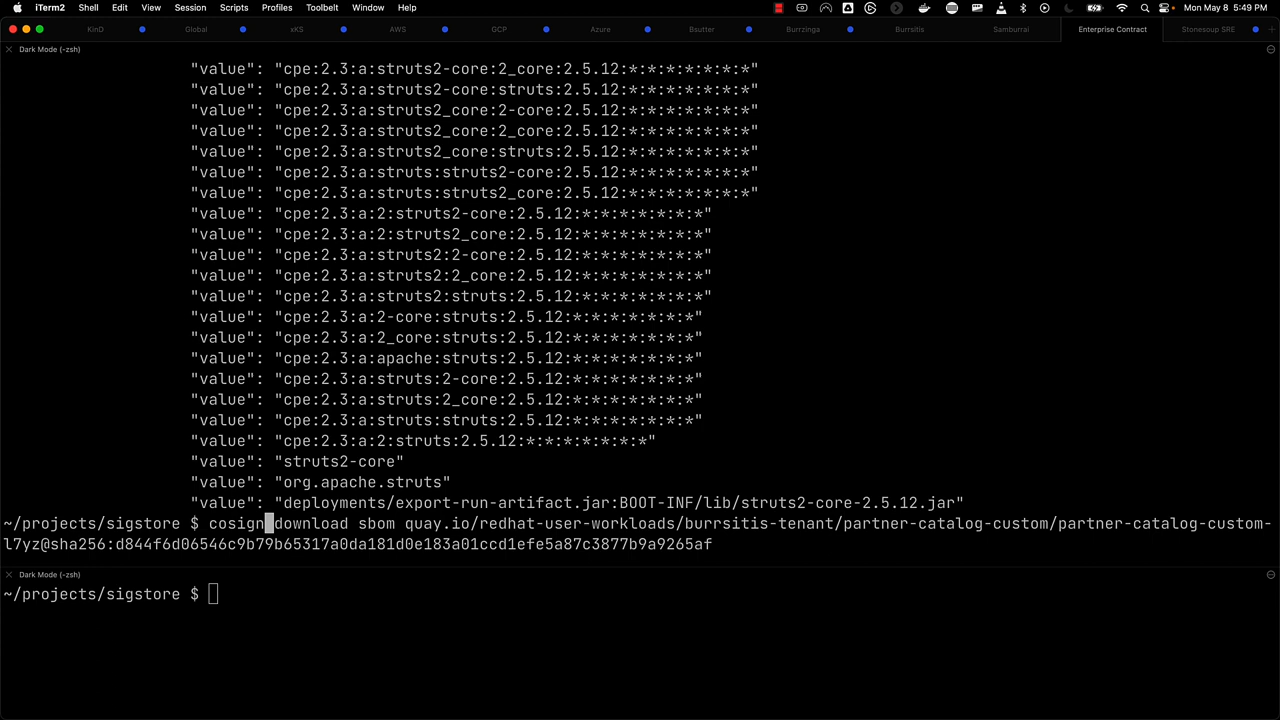 iTerm2 Shell Edit View Session Scripts Profiles Toolbelt Window Help Mon May 8 5:49 PM
KinD Global xKS AWS GCP Azure Bsutter Burrzinga Burrsitis Samburrai Enterprise Contract Stonesoup SRE
Dark Mode (-zsh)
"value": "cpe:2.3:a:struts2-core:2_core:2.5.12:*:*:*:*:*:*:*"
"value": "cpe:2.3:a:struts2-core:struts:2.5.12:*:*:*:*:*:*:*"
"value": "cpe:2.3:a:struts2_core:2-core:2.5.12:*:*:*:*:*:*:*"
"value": "cpe:2.3:a:struts2_core:2_core:2.5.12:*:*:*:*:*:*:*"
"value": "cpe:2.3:a:struts2_core:struts:2.5.12:*:*:*:*:*:*:*"
"value": "cpe:2.3:a:struts:struts2-core:2.5.12:*:*:*:*:*:*:*"
"value": "cpe:2.3:a:struts:struts2_core:2.5.12:*:*:*:*:*:*:*"
"value": "cpe:2.3:a:2:struts2-core:2.5.12:*:*:*:*:*:*:*"
"value": "cpe:2.3:a:2:struts2_core:2.5.12:*:*:*:*:*:*:*"
"value": "cpe:2.3:a:struts2:2-core:2.5.12:*:*:*:*:*:*:*"
"value": "cpe:2.3:a:struts2:2_core:2.5.12:*:*:*:*:*:*:*"
"value": "cpe:2.3:a:struts2:struts:2.5.12:*:*:*:*:*:*:*"
"value": "cpe:2.3:a:2-core:struts:2.5.12:*:*:*:*:*:*:*"
"value": "cpe:2.3:a:2_core:struts:2.5.12:*:*:*:*:*:*:*"
"value": "cpe:2.3:a:apache:struts:2.5.12:*:*:*:*:*:*:*"
"value": "cpe:2.3:a:struts:2-core:2.5.12:*:*:*:*:*:*:*"
"value": "cpe:2.3:a:struts:2_core:2.5.12:*:*:*:*:*:*:*"
"value": "cpe:2.3:a:struts:struts:2.5.12:*:*:*:*:*:*:*"
"value": "cpe:2.3:a:2:struts:2.5.12:*:*:*:*:*:*:*"
"value": "struts2-core"
"value": "org.apache.struts"
"value": "deployments/export-run-artifact.jar:BOOT-INF/lib/struts2-core-2.5.12.jar"
~/projects/sigstore $ cosign download sbom quay.io/redhat-user-workloads/burrsitis-tenant/partner-catalog-custom/partner-catalog-custom-
l7yz@sha256:d844f6d06546c9b79b65317a0da181d0e183a01ccd1efe5a87c3877b9a9265af
Dark Mode (-zsh)
~/projects/sigstore $